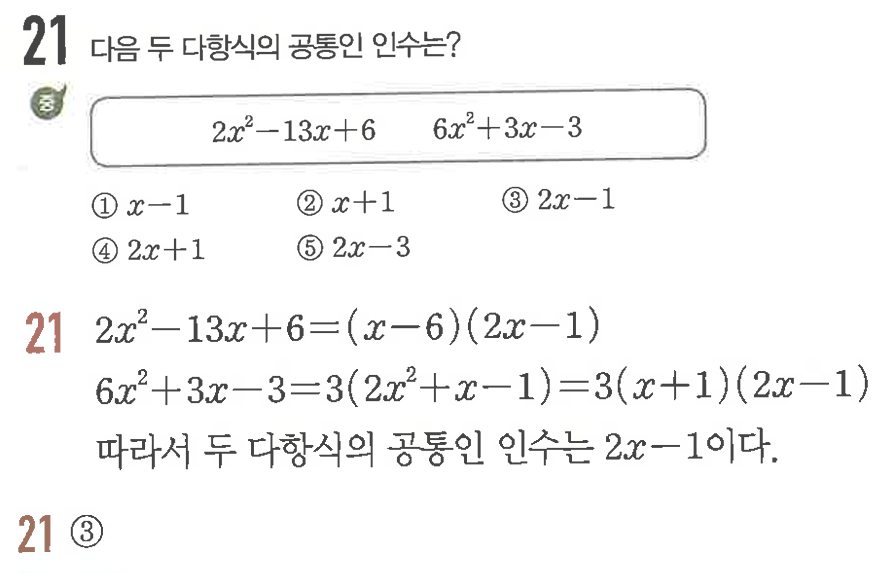 21 다음 두 다항식의 공통인 인수는?
중
2x²-13x+6 6x²+3x-3
① x-1 ② x+1 ③ 2x-1
④ 2x+1 ⑤ 2x-3
21 2x²-13x+6=(x-6)(2x-1)
6x²+3x-3=3(2x²+x-1)=3(x+1)(2x-1)
따라서 두 다항식의 공통인 인수는 2x-1이다.
21 ③